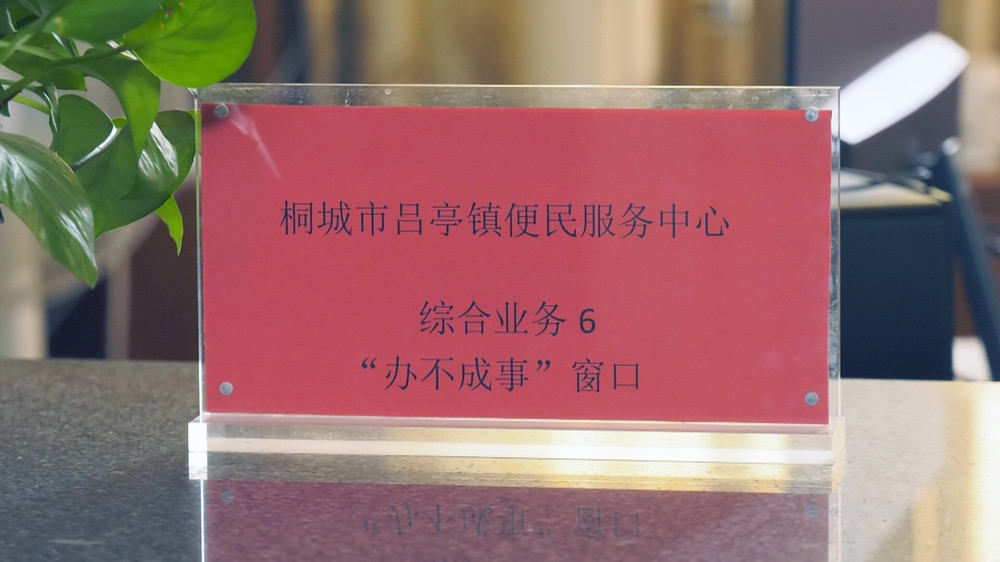 桐城市吕亭镇便民服务中心
综合业务 6
“办不成事”窗口